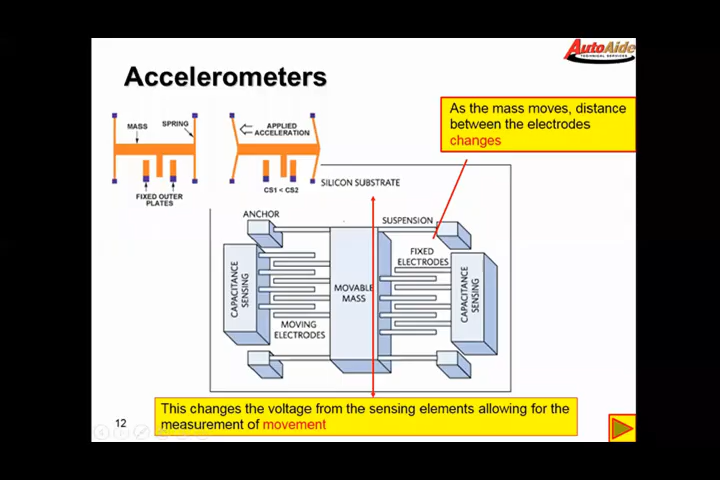 AutoAide
TECHNICAL SERVICES
Accelerometers
As the mass moves, distance
between the electrodes
changes
MASS
SPRING
FIXED OUTER
PLATES
APPLIED
ACCELERATION
CS1 < CS2
SILICON SUBSTRATE
ANCHOR
SUSPENSION
FIXED
ELECTRODES
CAPACITANCE
SENSING
MOVABLE
MASS
CAPACITANCE
SENSING
MOVING
ELECTRODES
This changes the voltage from the sensing elements allowing for the
measurement of movement
12